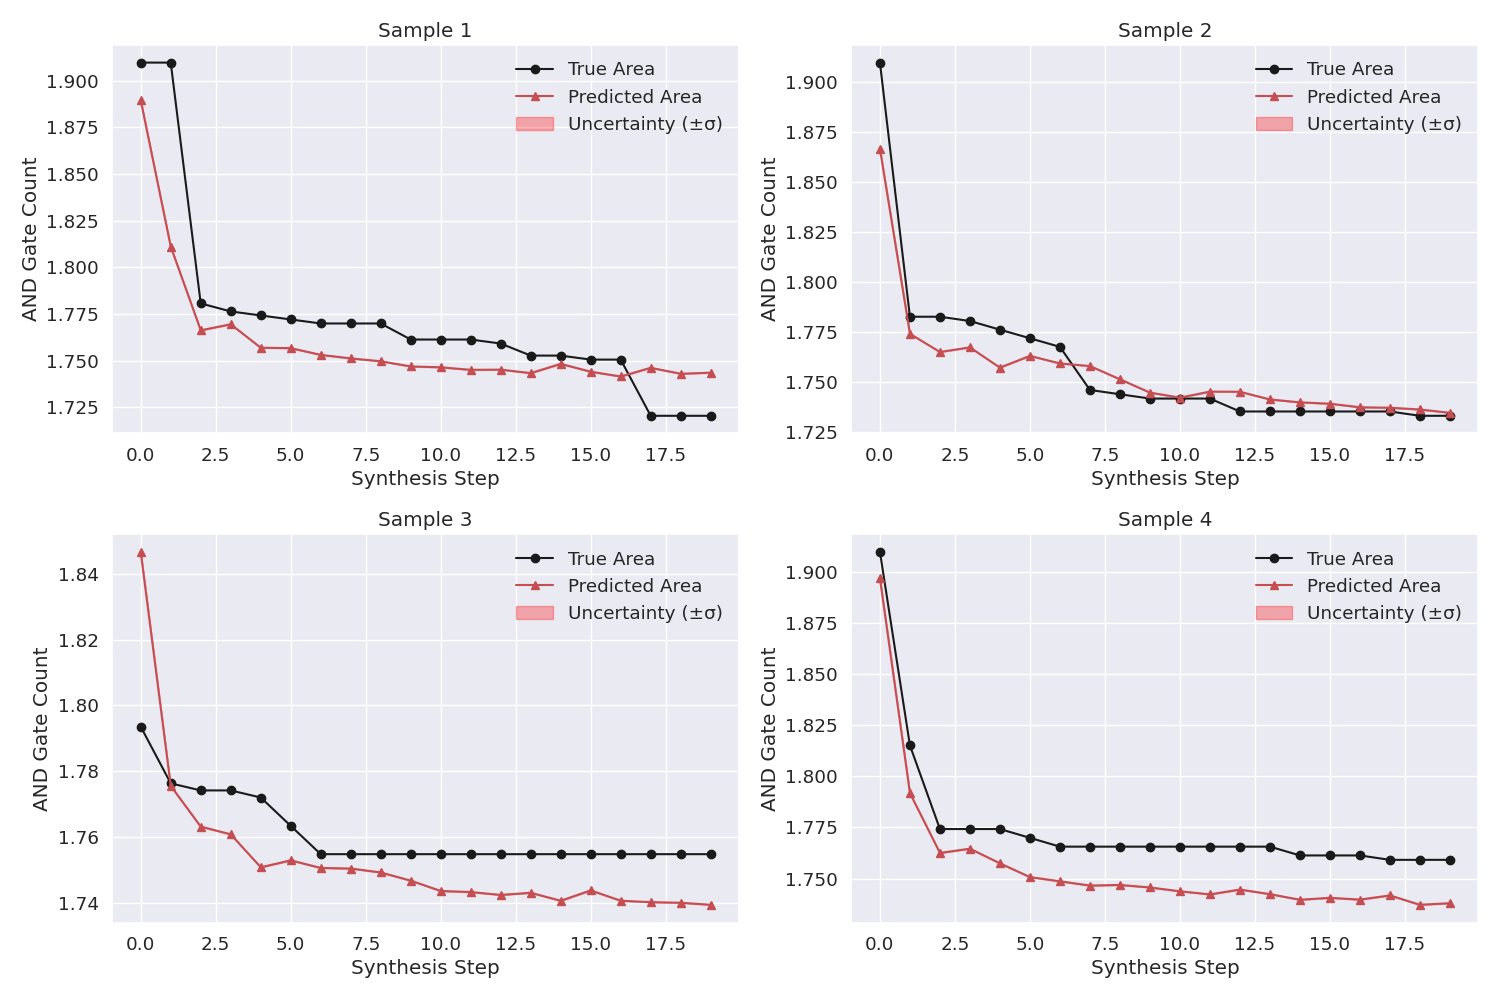 Sample 1
AND Gate Count
1.900
1.875
1.850
1.825
1.800
1.775
1.750
1.725
True Area
Predicted Area
Uncertainty (±σ)
0.0 2.5 5.0 7.5 10.0 12.5 15.0 17.5
Synthesis Step
Sample 2
AND Gate Count
1.900
1.875
1.850
1.825
1.800
1.775
1.750
1.725
True Area
Predicted Area
Uncertainty (±σ)
0.0 2.5 5.0 7.5 10.0 12.5 15.0 17.5
Synthesis Step
Sample 3
AND Gate Count
1.84
1.82
1.80
1.78
1.76
1.74
True Area
Predicted Area
Uncertainty (±σ)
0.0 2.5 5.0 7.5 10.0 12.5 15.0 17.5
Synthesis Step
Sample 4
AND Gate Count
1.900
1.875
1.850
1.825
1.800
1.775
1.750
True Area
Predicted Area
Uncertainty (±σ)
0.0 2.5 5.0 7.5 10.0 12.5 15.0 17.5
Synthesis Step